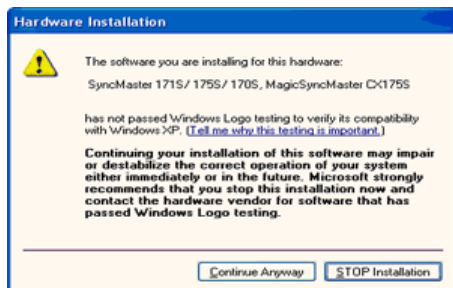 Hardware Installation
The software you are installing for this hardware:
SyncMaster 171S/ 175S/ 170S, MagicSyncMaster CX175S
has not passed Windows Logo testing to verify its compatibility
with Windows XP. (Tell me why this testing is important.)
Continuing your installation of this software may impair
or destabilize the correct operation of your system
either immediately or in the future. Microsoft strongly
recommends that you stop this installation now and
contact the hardware vendor for software that has
passed Windows Logo testing.
Continue Anyway
STOP Installation